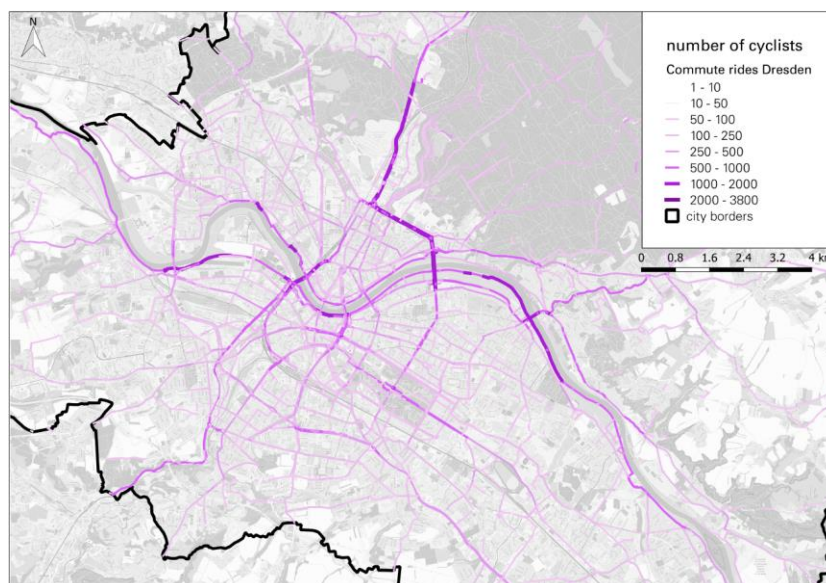 N
number of cyclists
Commute rides Dresden
1 - 10
10 - 50
50 - 100
100 - 250
250 - 500
500 - 1000
1000 - 2000
2000 - 3800
city borders
0 0.8 1.6 2.4 3.2 4 km